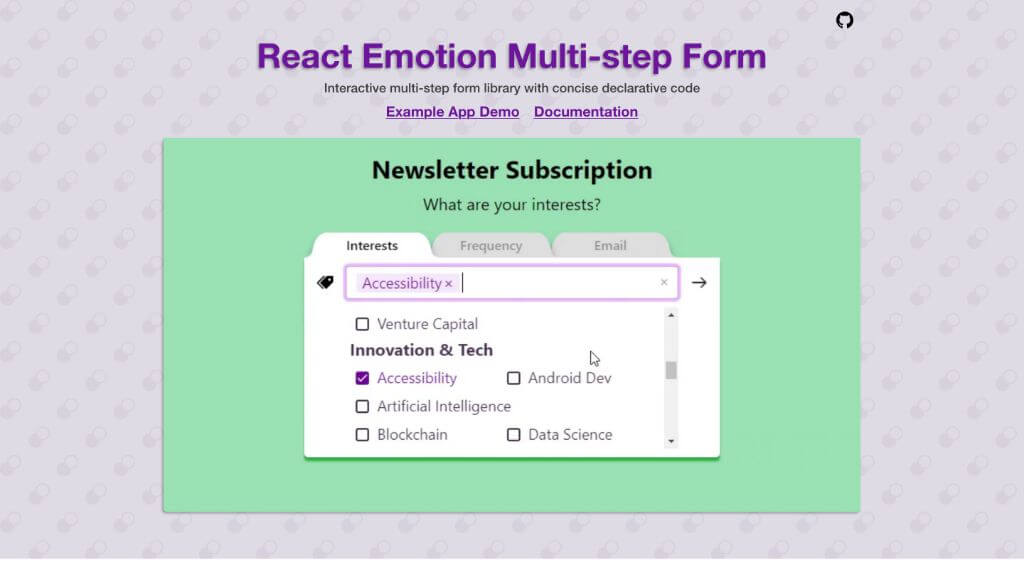 React Emotion Multi-step Form
Interactive multi-step form library with concise declarative code
Example App Demo Documentation
Newsletter Subscription
What are your interests?
Interests Frequency Email
Accessibility ×
Venture Capital
Innovation & Tech
Accessibility Android Dev
Artificial Intelligence
Blockchain Data Science